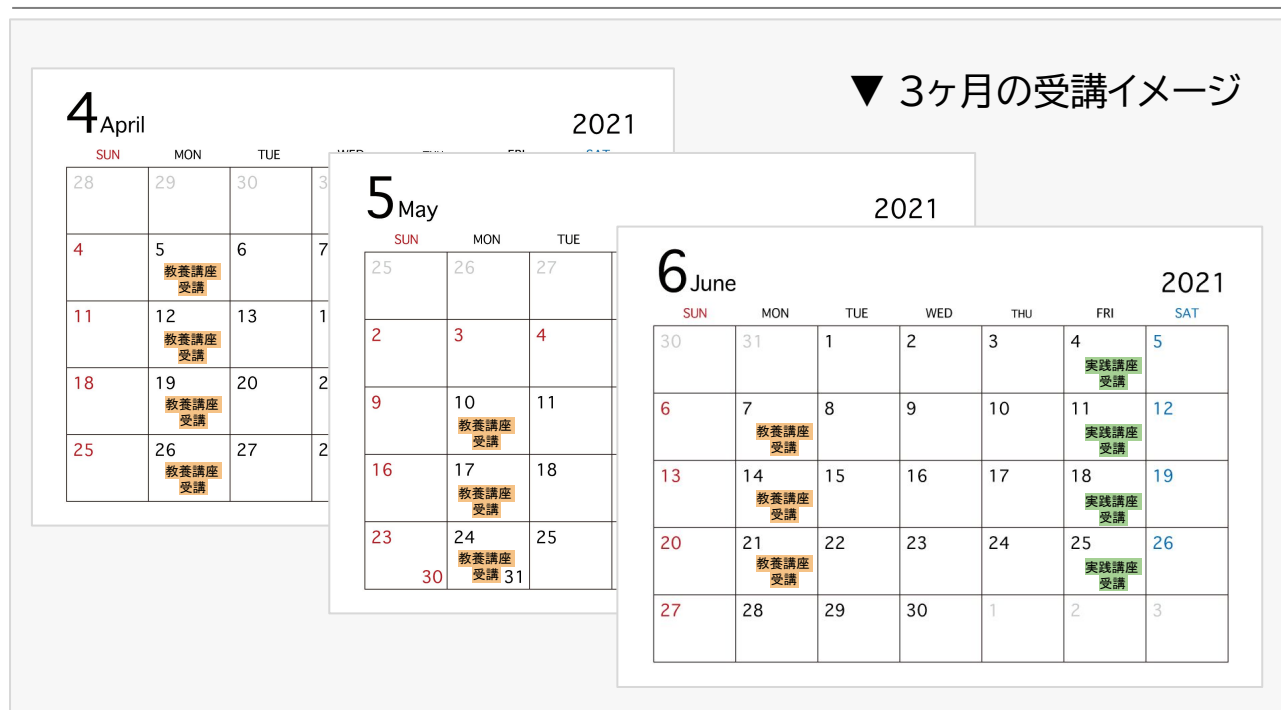 ▼ 3ヶ月の受講イメージ
4 April 2021
SUN MON TUE
28 29 30 3
4 5 6 7
教養講座
受講
11 12 13 1
教養講座
受講
18 19 20 2
教養講座
受講
25 26 27 2
教養講座
受講
5 May 2021
SUN MON TUE
25 26 27
2 3 4
9 10 11
教養講座
受講
16 17 18
教養講座
受講
23 24 25
教養講座
30 受講 31
6 June 2021
SUN MON TUE WED THU FRI SAT
30 31 1 2 3 4 5
実践講座
受講
6 7 8 9 10 11 12
教養講座 実践講座
受講 受講
13 14 15 16 17 18 19
教養講座 実践講座
受講 受講
20 21 22 23 24 25 26
教養講座 実践講座
受講 受講
27 28 29 30 1 2 3